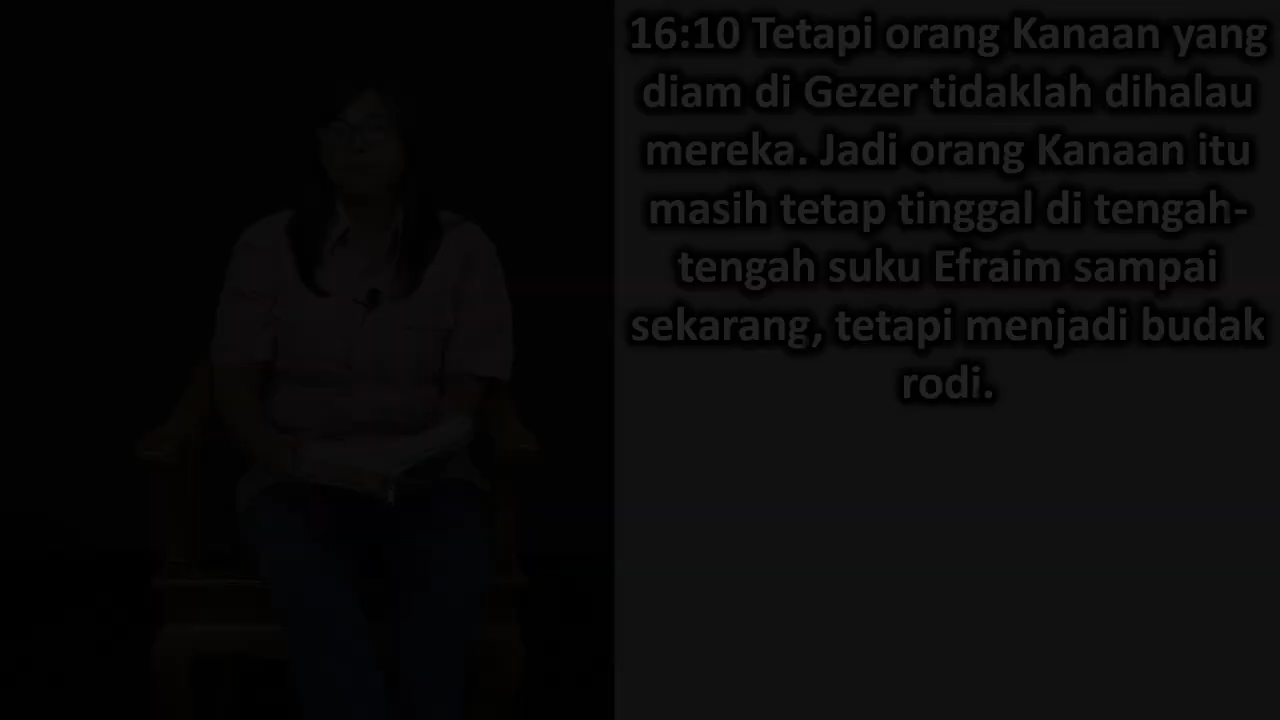 16:10 Tetapi orang Kanaan yang
diam di Gezer tidaklah dihalau
mereka. Jadi orang Kanaan itu
masih tetap tinggal di tengah-
tengah suku Efraim sampai
sekarang, tetapi menjadi budak
rodi.